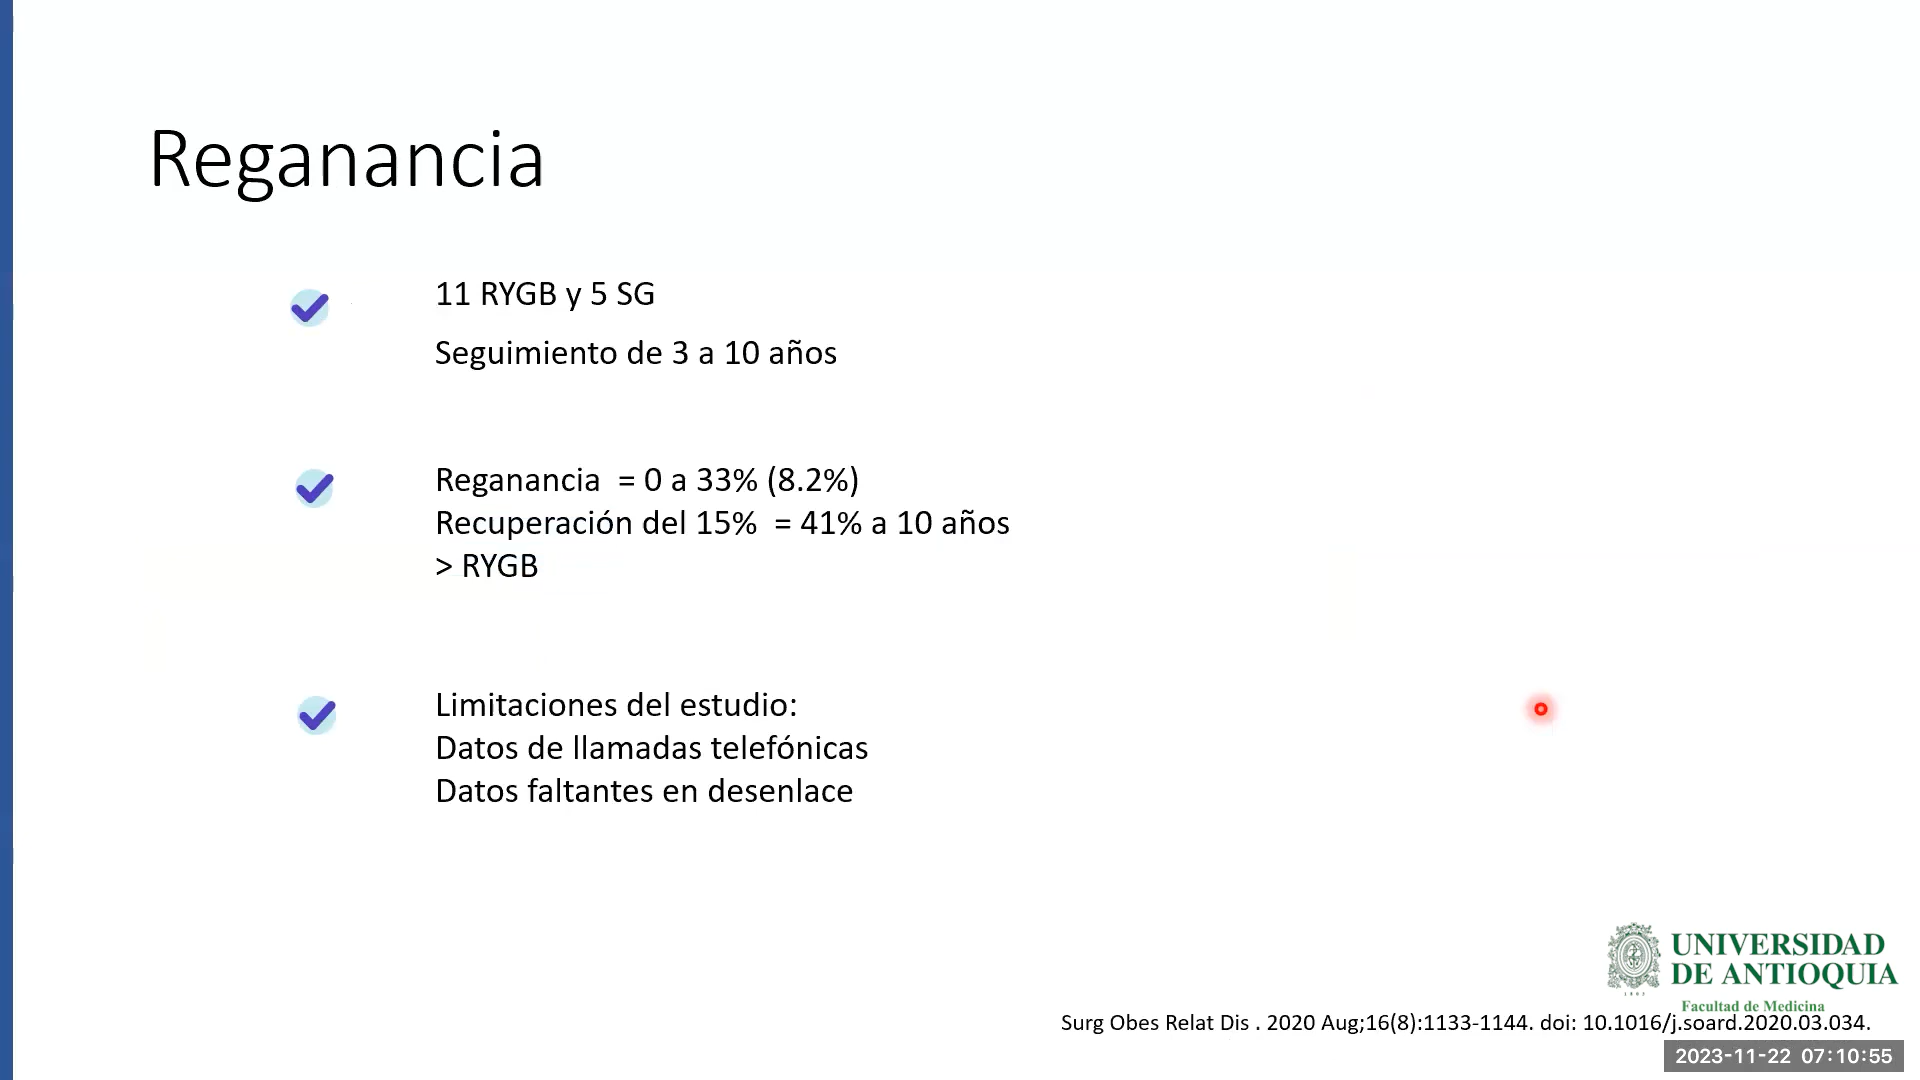 Reganancia
11 RYGB y 5 SG
Seguimiento de 3 a 10 años
Reganancia = 0 a 33% (8.2%)
Recuperación del 15% = 41% a 10 años
> RYGB
Limitaciones del estudio:
Datos de llamadas telefónicas
Datos faltantes en desenlace
UNIVERSIDAD
DE ANTIOQUIA
1803
Facultad de Medicina
Surg Obes Relat Dis . 2020 Aug;16(8):1133-1144. doi: 10.1016/j.soard.2020.03.034.
2023-11-22 07:10:55